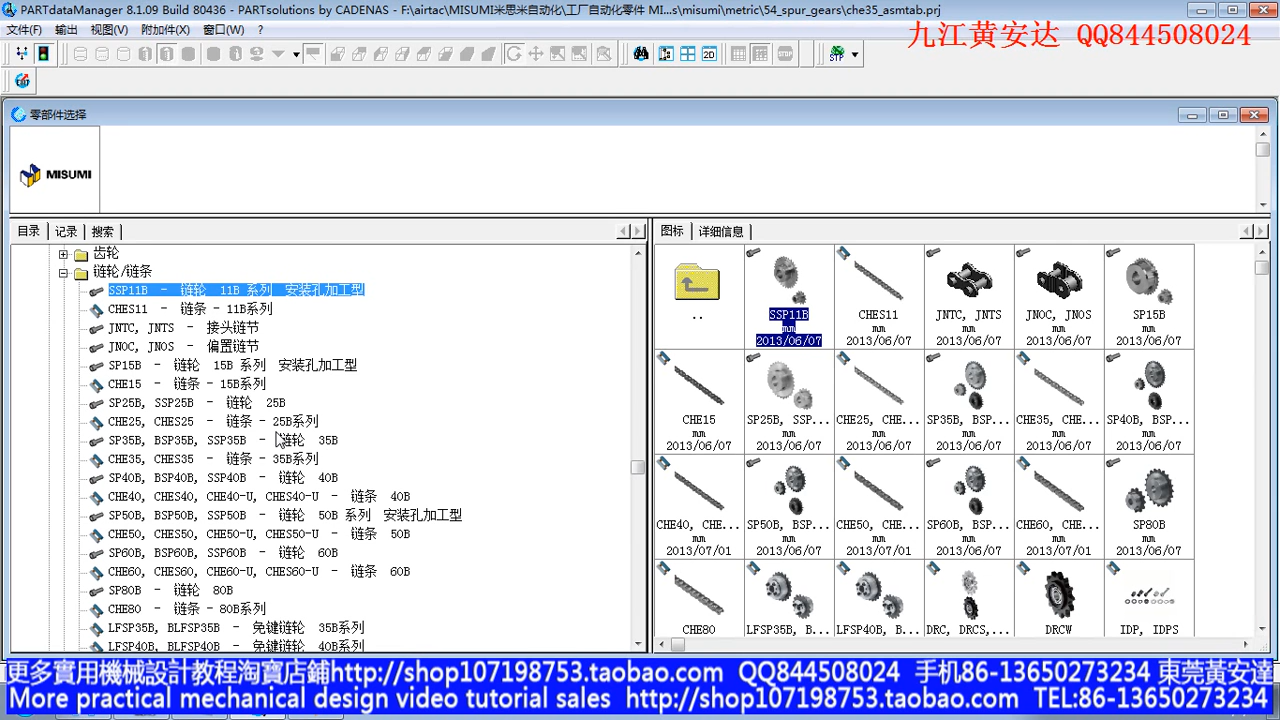 PARTdataManager 8.1.09 Build 80436 - PARTsolutions by CADENAS - F:\airtac\MISUMI米思米自动化\工厂自动化零件 MI...s\misumi\metric\54_spur_gears\che35_asmtab.prj
文件(F) 输出 视图(V) 附加件(X) 窗口(W) ?
九江黄安达 QQ844508024
2D
STP
零部件选择
MISUMI
目录 记录 搜索
图标 详细信息
齿轮
链轮/链条
SSP11B - 链轮 11B 系列 安装孔加工型
CHES11 - 链条 - 11B系列
JNTC, JNTS - 接头链节
JNOC, JNOS - 偏置链节
SP15B - 链轮 15B 系列 安装孔加工型
CHE15 - 链条 - 15B系列
SP25B, SSP25B - 链轮 25B
CHE25, CHES25 - 链条 - 25B系列
SP35B, BSP35B, SSP35B - 链轮 35B
CHE35, CHES35 - 链条 - 35B系列
SP40B, BSP40B, SSP40B - 链轮 40B
CHE40, CHES40, CHE40-U, CHES40-U - 链条 40B
SP50B, BSP50B, SSP50B - 链轮 50B 系列 安装孔加工型
CHE50, CHES50, CHE50-U, CHES50-U - 链条 50B
SP60B, BSP60B, SSP60B - 链轮 60B
CHE60, CHES60, CHE60-U, CHES60-U - 链条 60B
SP80B - 链轮 80B
CHE80 - 链条 - 80B系列
LFSP35B, BLFSP35B - 免键链轮 35B系列
LFSP40B, BLFSP40B - 免键链轮 40B系列
.. SSP11B CHES11 JNTC, JNTS JNOC, JNOS SP15B
mm mm mm mm mm
2013/06/07 2013/06/07 2013/06/07 2013/06/07 2013/06/07
CHE15 SP25B, SSP... CHE25, CHE... SP35B, BSP... CHE35, CHE... SP40B, BSP...
mm mm mm mm mm mm
2013/06/07 2013/06/07 2013/06/07 2013/06/07 2013/06/07 2013/06/07
CHE40, CHE... SP50B, BSP... CHE50, CHE... SP60B, BSP... CHE60, CHE... SP80B
mm mm mm mm mm mm
2013/07/01 2013/06/07 2013/07/01 2013/06/07 2013/07/01 2013/06/07
CHE80 LFSP35B, B... LFSP40B, B... DRC, DRCS,... DRCW IDP, IDPS
更多實用機械設計教程淘寶店鋪http://shop107198753.taobao.com QQ844508024 手机86-13650273234 東莞黃安達
More practical mechanical design video tutorial sales http://shop107198753.taobao.com TEL:86-13650273234